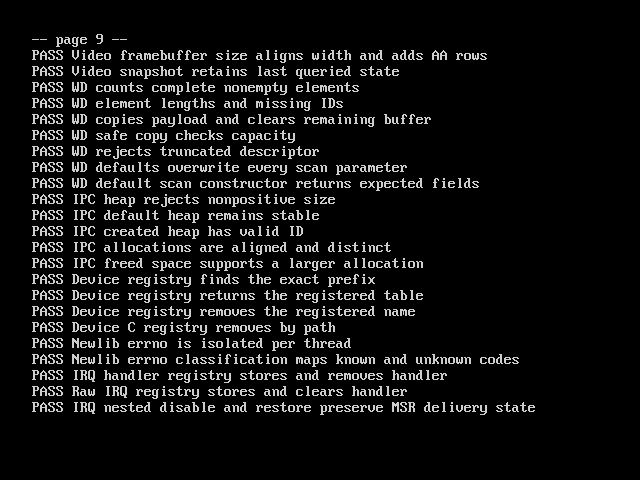 -- page 9 --
PASS Video framebuffer size aligns width and adds AA rows
PASS Video snapshot retains last queried state
PASS WD counts complete nonempty elements
PASS WD element lengths and missing IDs
PASS WD copies payload and clears remaining buffer
PASS WD safe copy checks capacity
PASS WD rejects truncated descriptor
PASS WD defaults overwrite every scan parameter
PASS WD default scan constructor returns expected fields
PASS IPC heap rejects nonpositive size
PASS IPC default heap remains stable
PASS IPC created heap has valid ID
PASS IPC allocations are aligned and distinct
PASS IPC freed space supports a larger allocation
PASS Device registry finds the exact prefix
PASS Device registry returns the registered table
PASS Device registry removes the registered name
PASS Device C registry removes by path
PASS Newlib errno is isolated per thread
PASS Newlib errno classification maps known and unknown codes
PASS IRQ handler registry stores and removes handler
PASS Raw IRQ registry stores and clears handler
PASS IRQ nested disable and restore preserve MSR delivery state